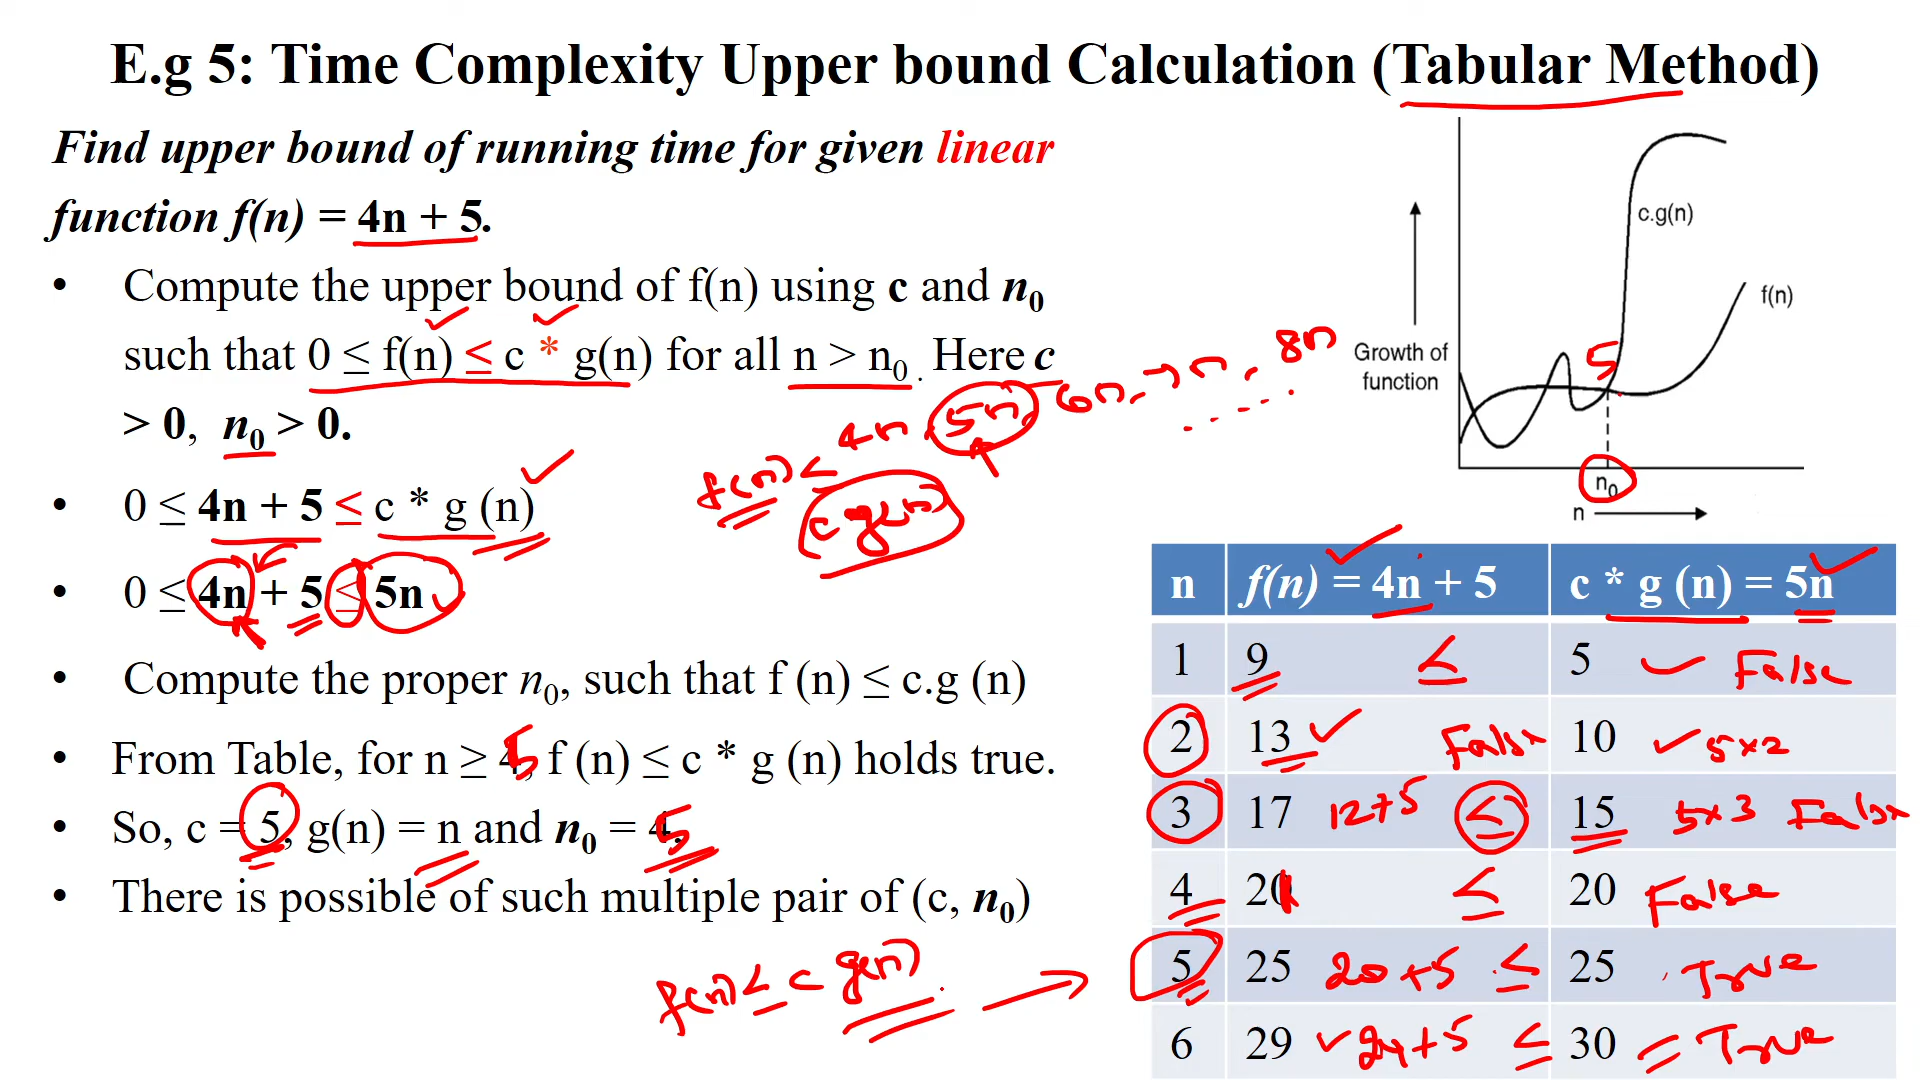 E.g 5: Time Complexity Upper bound Calculation (Tabular Method)
Find upper bound of running time for given linear
function f(n) = 4n + 5.
• Compute the upper bound of f(n) using c and n₀
such that 0 ≤ f(n) ≤ c * g(n) for all n > n₀ . Here c
> 0, n₀ > 0.
• 0 ≤ 4n + 5 ≤ c * g (n)
• 0 ≤ 4n + 5 ≤ 5n
• Compute the proper n₀, such that f (n) ≤ c.g (n)
• From Table, for n ≥ 5, f (n) ≤ c * g (n) holds true.
• So, c = 5, g(n) = n and n₀ = 5
• There is possible of such multiple pair of (c, n₀)
f(n) ≤ c g(n)
f(n) ≤ 4n, 5n, 6n, 7n, 8n
c g(n)
c.g(n)
f(n)
Growth of
function
5
n₀
n
n f(n) = 4n + 5 c * g (n) = 5n
1 9 ≤ 5 False
2 13 False 10 5×2
3 17 12+5 ≤ 15 5×3 False
4 21 ≤ 20 False
5 25 20+5 ≤ 25 True
6 29 24+5 ≤ 30 = True